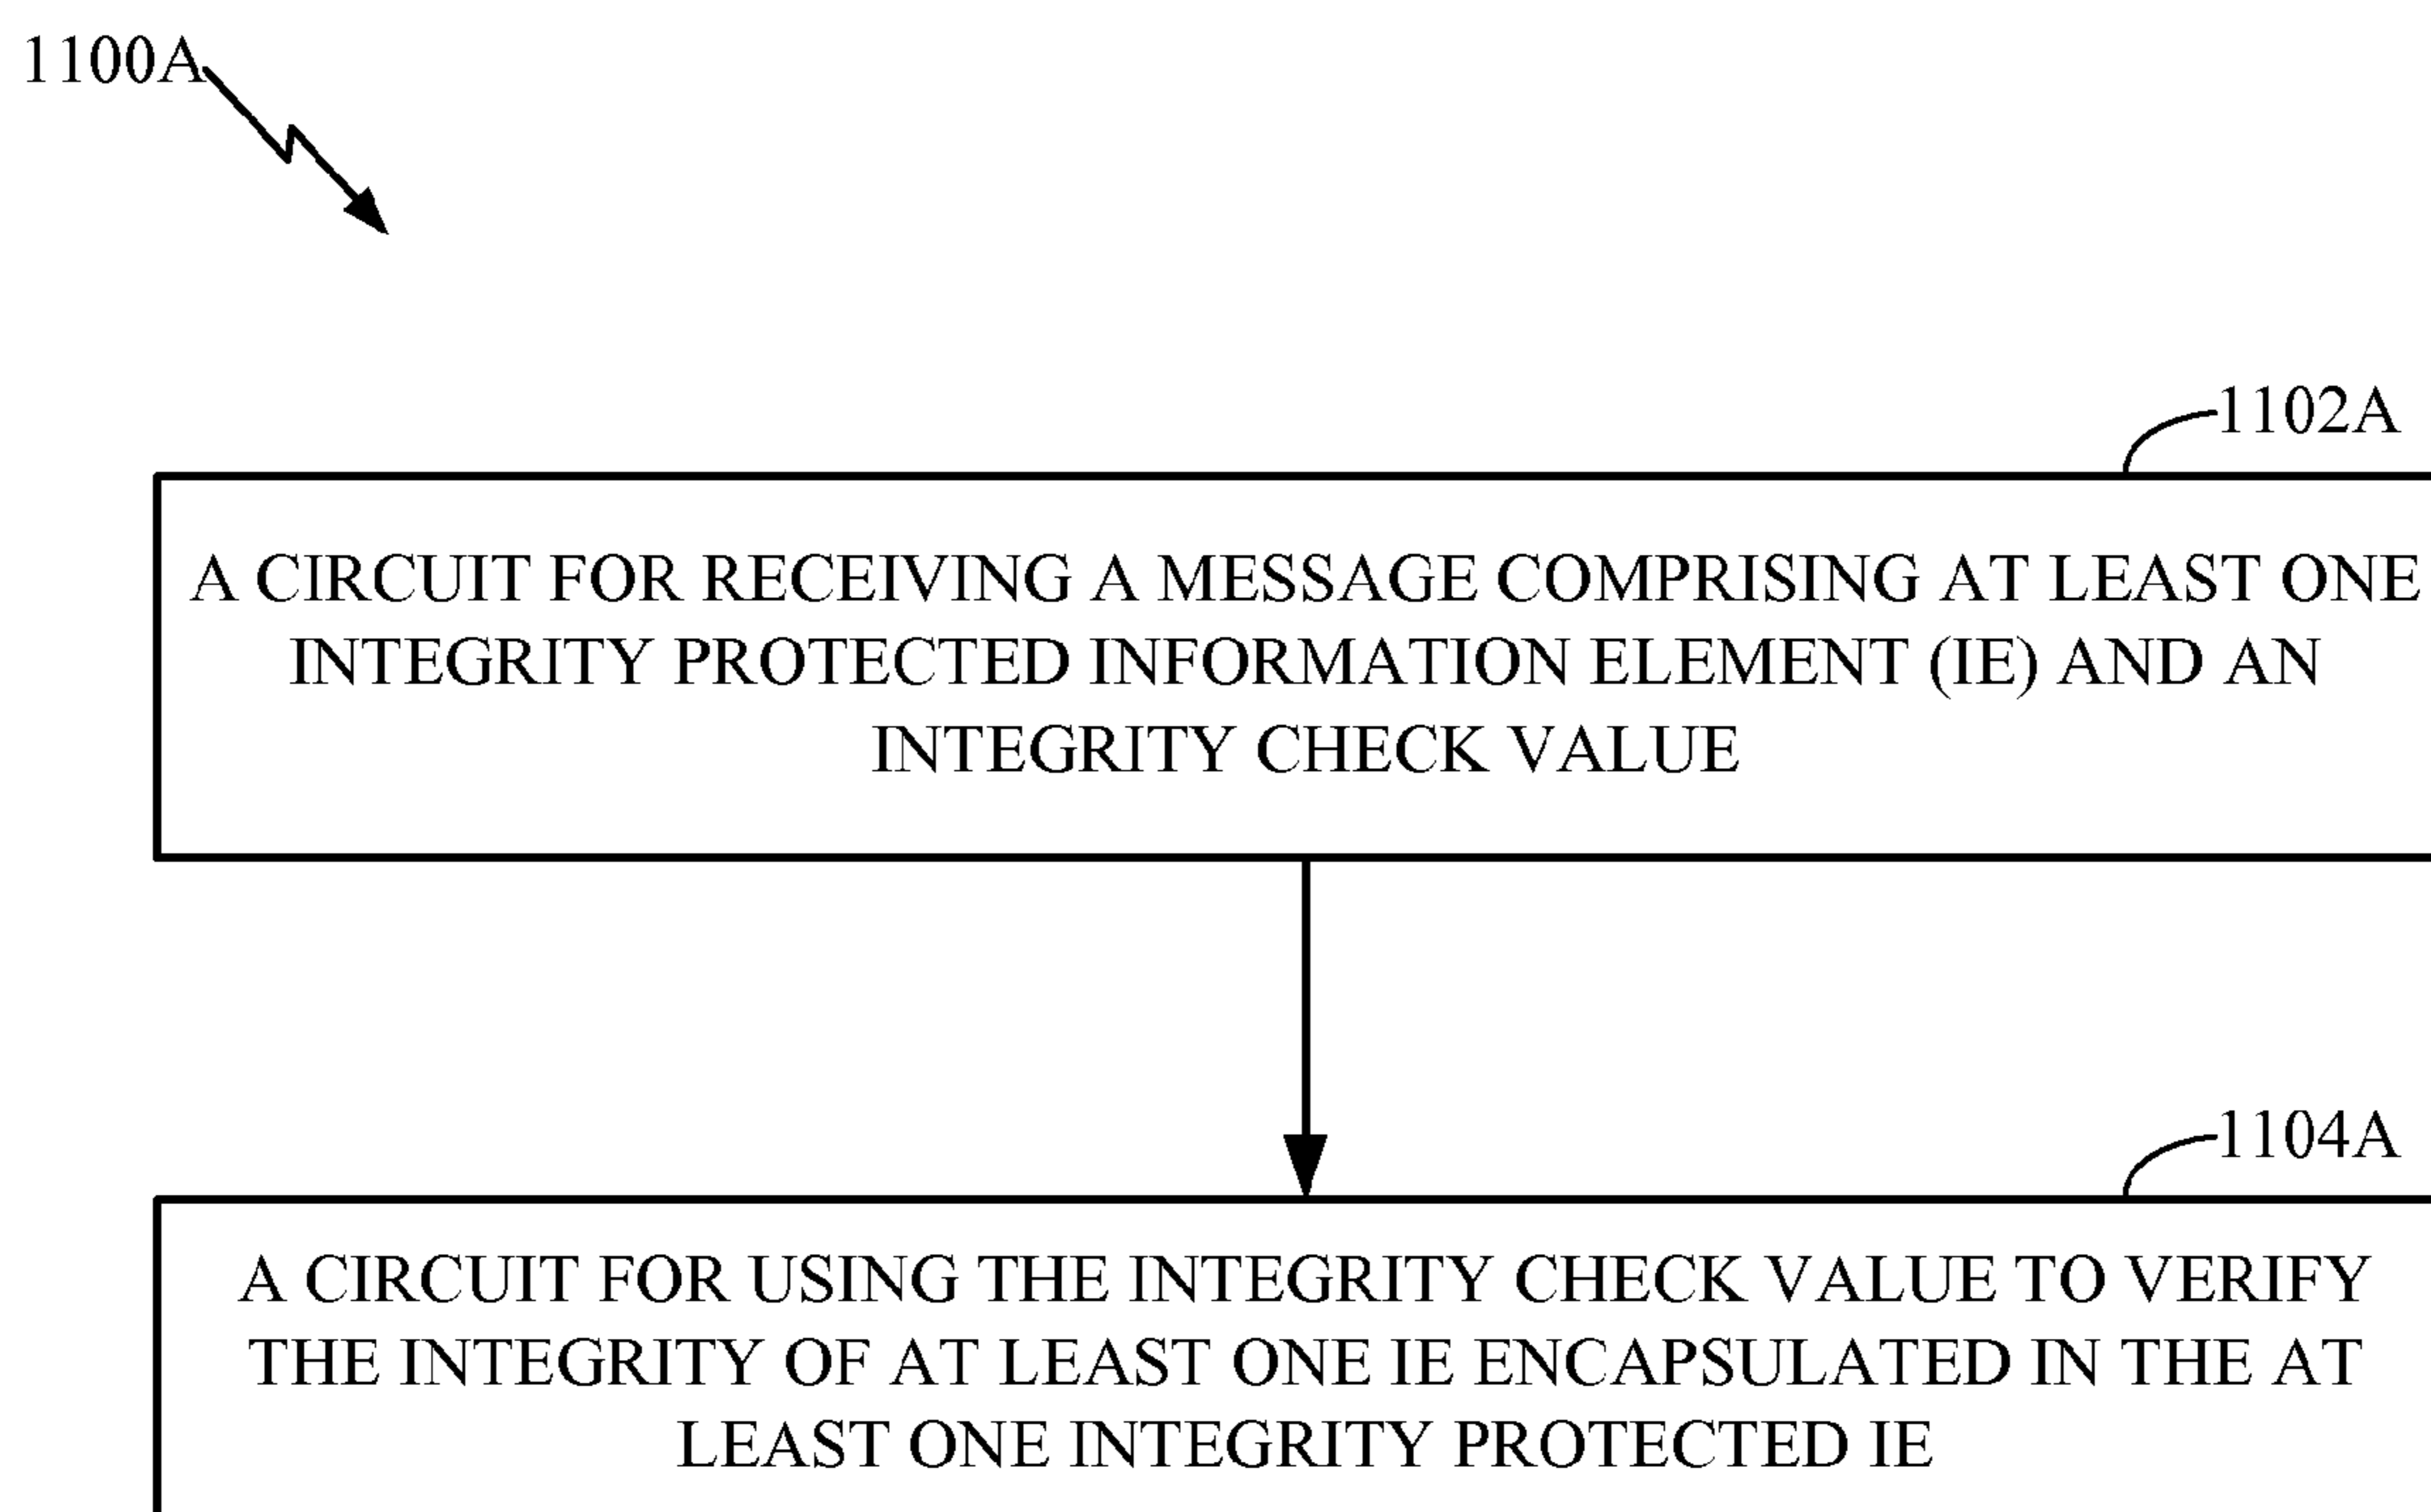 1100A
1102A
A CIRCUIT FOR RECEIVING A MESSAGE COMPRISING AT LEAST ONE
INTEGRITY PROTECTED INFORMATION ELEMENT (IE) AND AN
INTEGRITY CHECK VALUE
1104A
A CIRCUIT FOR USING THE INTEGRITY CHECK VALUE TO VERIFY
THE INTEGRITY OF AT LEAST ONE IE ENCAPSULATED IN THE AT
LEAST ONE INTEGRITY PROTECTED IE